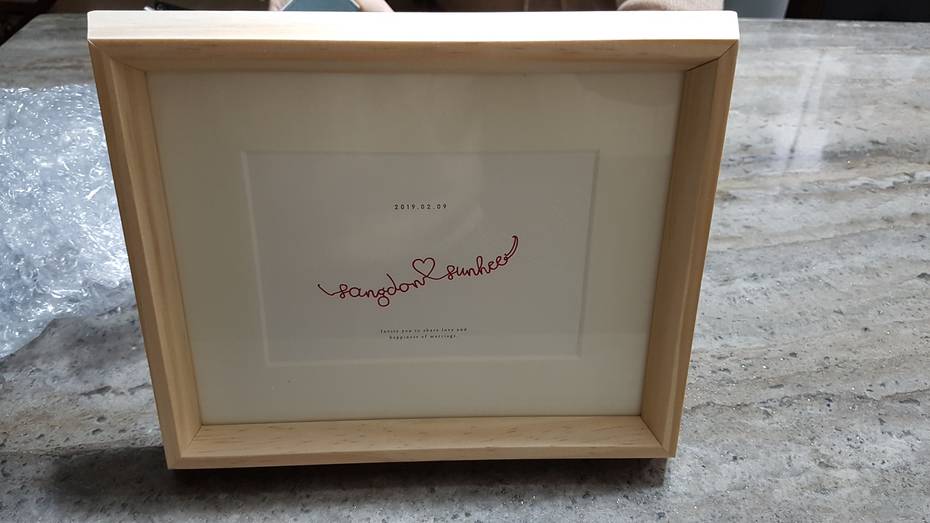 2019.02.09
sangdon♡sunhee
Invite you to share love and
happiness of marriage.